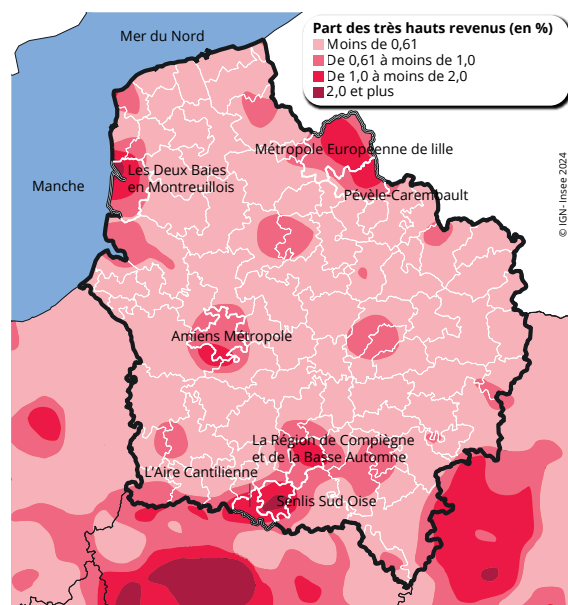 Mer du Nord
Part des très hauts revenus (en %)
Moins de 0,61
De 0,61 à moins de 1,0
De 1,0 à moins de 2,0
2,0 et plus
Métropole Européenne de lille
Les Deux Baies
en Montreuillois
Manche
Pévèle-Carembault
© IGN- Insee 2024
Amiens Métropole
La Région de Compiègne
et de la Basse Automne
L'Aire Cantilienne
Senlis Sud Oise